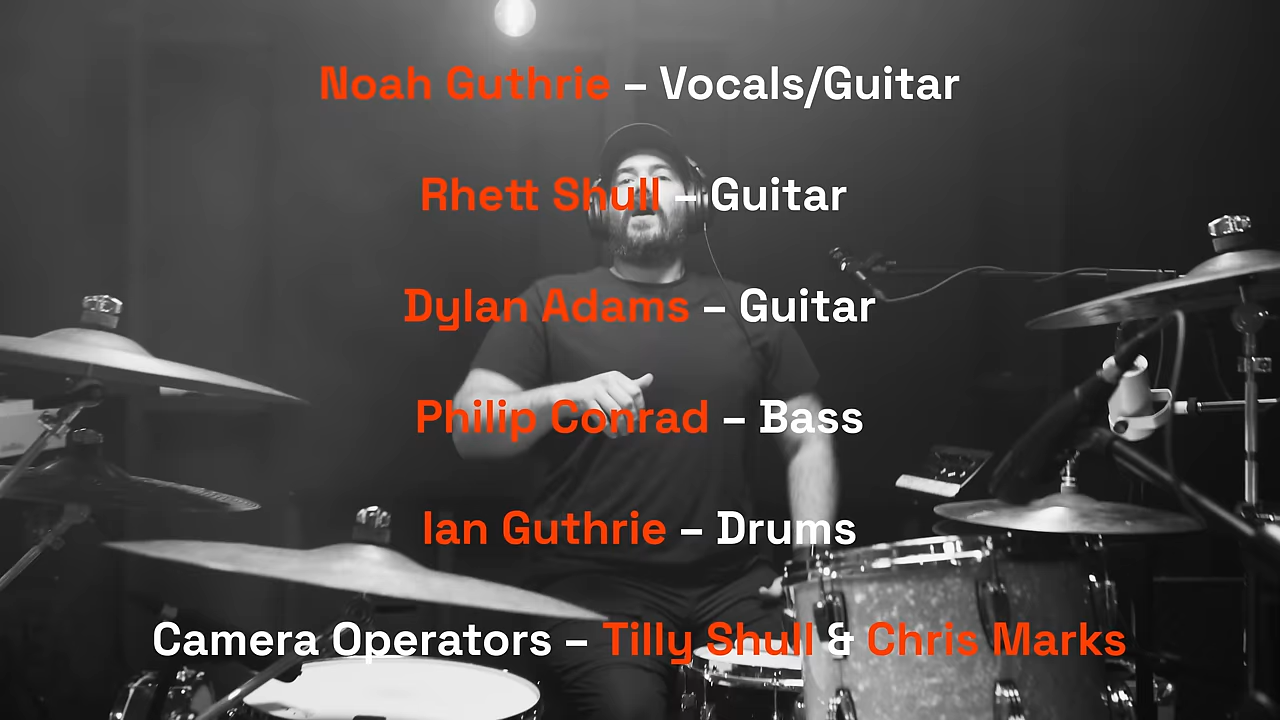 Noah Guthrie – Vocals/Guitar
Rhett Shull – Guitar
Dylan Adams – Guitar
Philip Conrad – Bass
Ian Guthrie – Drums
Camera Operators – Tilly Shull & Chris Marks